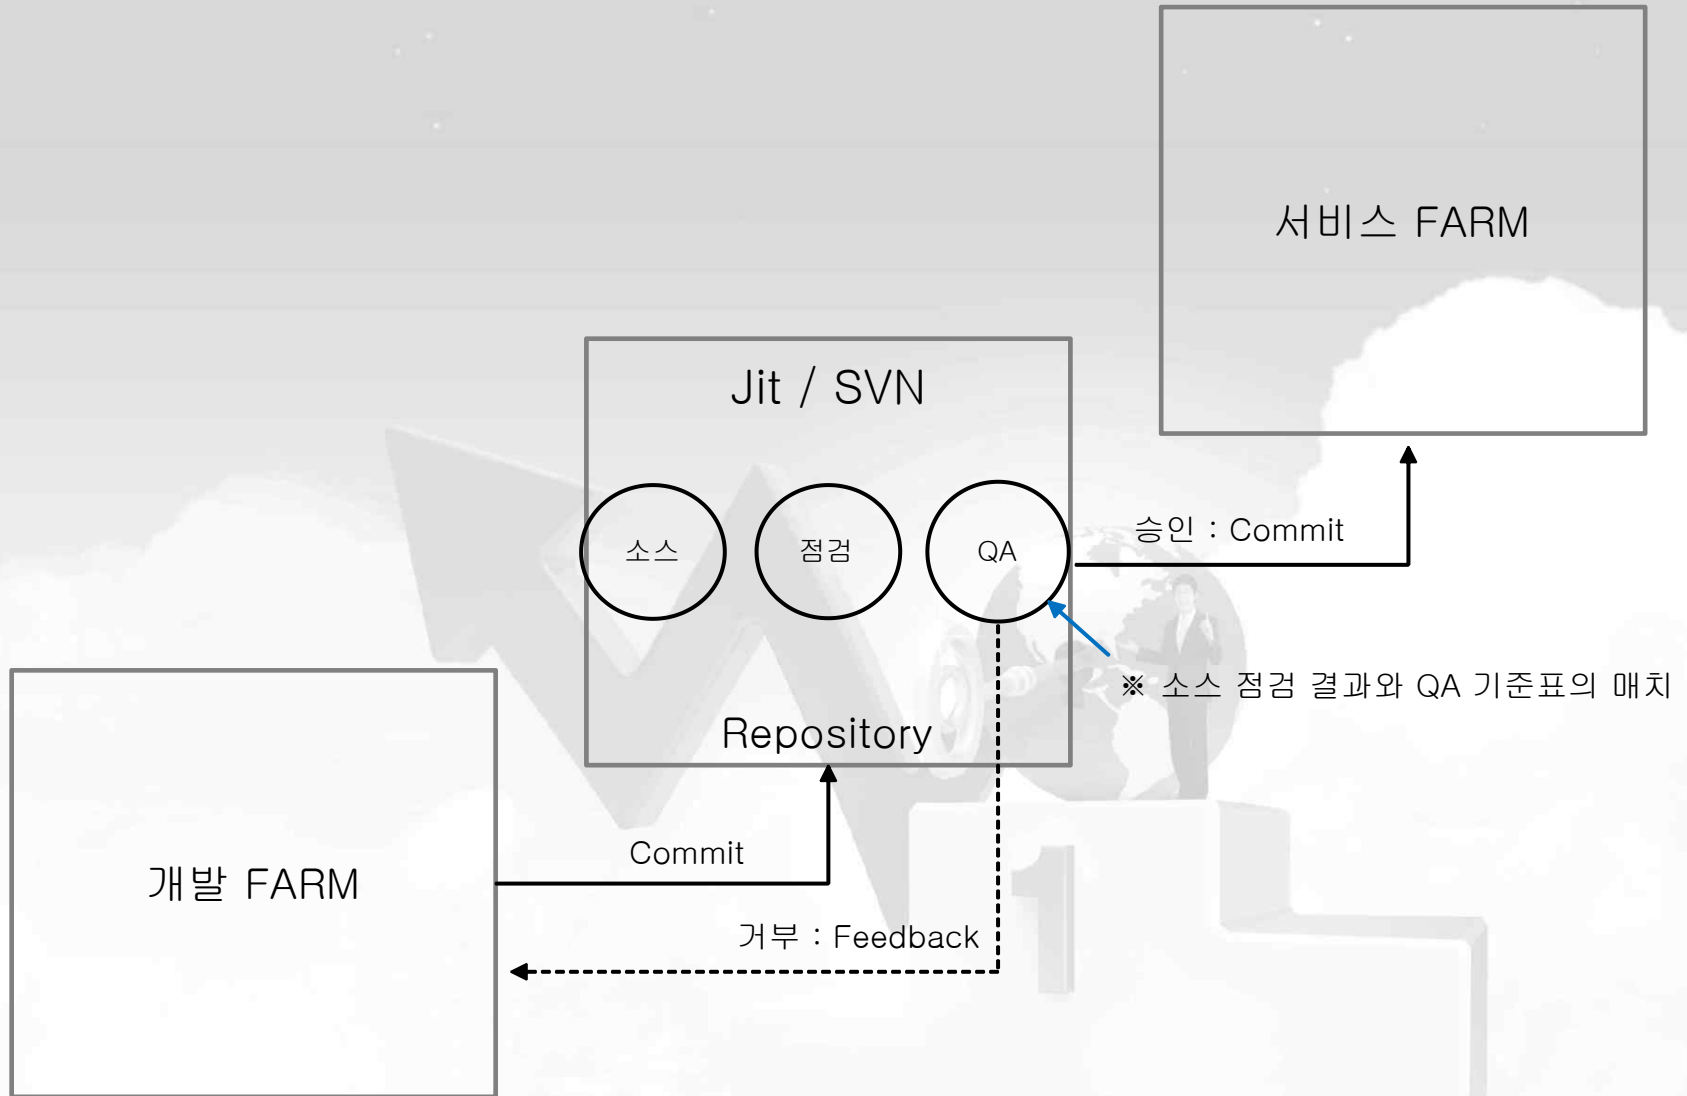 서비스 FARM
Jit / SVN
소스
점검
QA
승인 : Commit
※ 소스 점검 결과와 QA 기준표의 매치
Repository
Commit
개발 FARM
거부 : Feedback
1